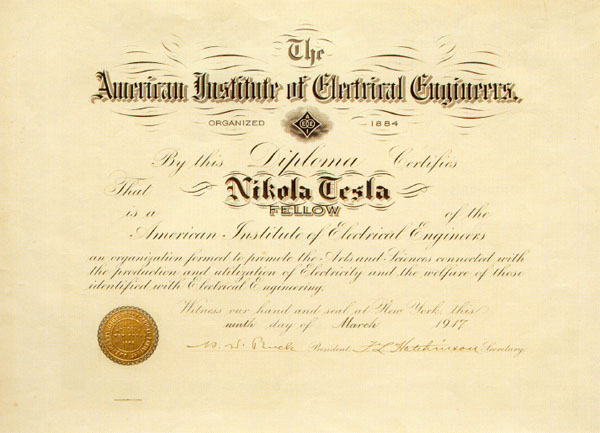 The
American Institute of Electrical Engineers.
ORGANIZED 1884
By this Diploma Certifies
That Nikola Tesla
is a FELLOW of the
American Institute of Electrical Engineers
an organization formed to promote the Arts and Sciences connected with
the production and utilization of Electricity and the welfare of those
identified with Electrical Engineering.
Witness our hand and seal at New York, this
ninth day of March 1917
H. W. Buck President F L Hutchinson Secretary